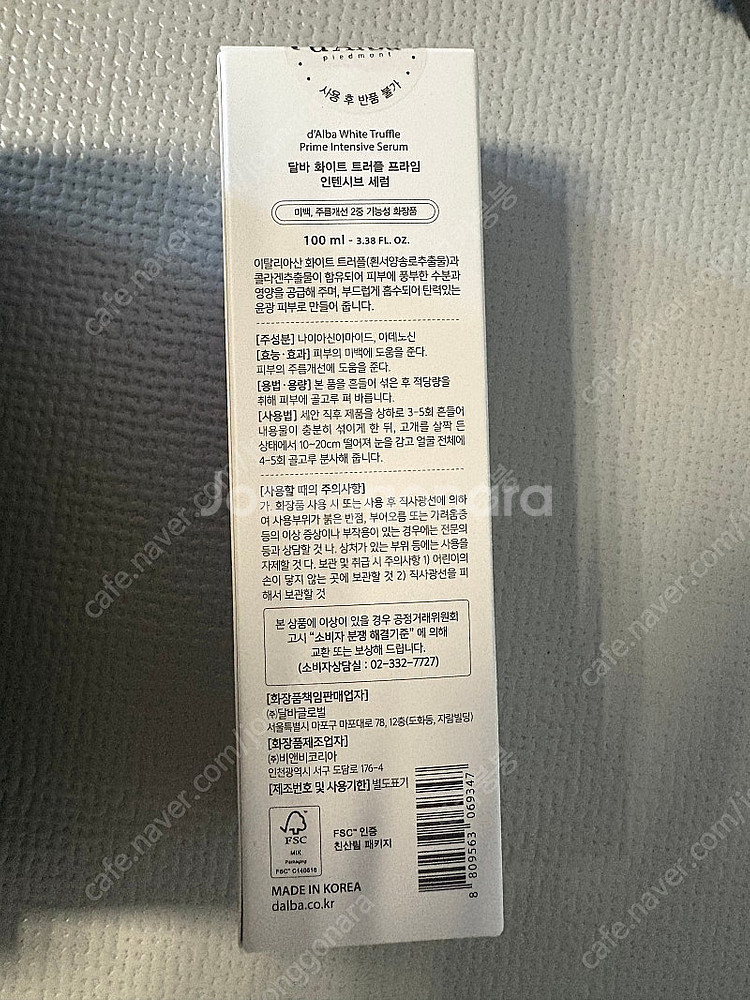 piedmont
사용 후 반품 불가
d'Alba White Truffle
Prime Intensive Serum
달바 화이트 트러플 프라임
인텐시브 세럼
미백, 주름개선 2중 기능성 화장품
100 ml - 3.38 FL. OZ.
이탈리아산 화이트 트러플(흰서양송로추출물)과
콜라겐추출물이 함유되어 피부에 풍부한 수분과
영양을 공급해 주며, 부드럽게 흡수되어 탄력있는
윤광 피부로 만들어 줍니다.
[주성분] 나이아신아마이드, 아데노신
[효능·효과] 피부의 미백에 도움을 준다.
피부의 주름개선에 도움을 준다.
[용법·용량] 본 품을 흔들어 섞은 후 적당량을
취해 피부에 골고루 펴 바릅니다.
[사용법] 세안 직후 제품을 상하로 3-5회 흔들어
내용물이 충분히 섞이게 한 뒤, 고개를 살짝 든
상태에서 10~20cm 떨어져 눈을 감고 얼굴 전체에
4-5회 골고루 분사해 줍니다.
[사용할 때의 주의사항]
가. 화장품 사용 시 또는 사용 후 직사광선에 의하
여 사용부위가 붉은 반점, 부어오름 또는 가려움증
등의 이상 증상이나 부작용이 있는 경우에는 전문의
등과 상담할 것 나. 상처가 있는 부위 등에는 사용을
자제할 것 다. 보관 및 취급 시 주의사항 1) 어린이의
손이 닿지 않는 곳에 보관할 것 2) 직사광선을 피
해서 보관할 것
본 상품에 이상이 있을 경우 공정거래위원회
고시 "소비자 분쟁 해결기준" 에 의해
교환 또는 보상해 드립니다.
(소비자상담실 : 02-332-7727)
[화장품책임판매업자]
㈜달바글로벌
서울특별시 마포구 마포대로 78, 12층(도화동, 자람빌딩)
[화장품제조업자]
㈜비앤비코리아
인천광역시 서구 도담로 176-4
[제조번호 및 사용기한] 별도표기
FSC
MIX
Packaging
FSC™ C140616
FSC™ 인증
친산림 패키지
8 809563 069347
MADE IN KOREA
dalba.co.kr
Joonggonara
cafe.naver.com/joonggonara